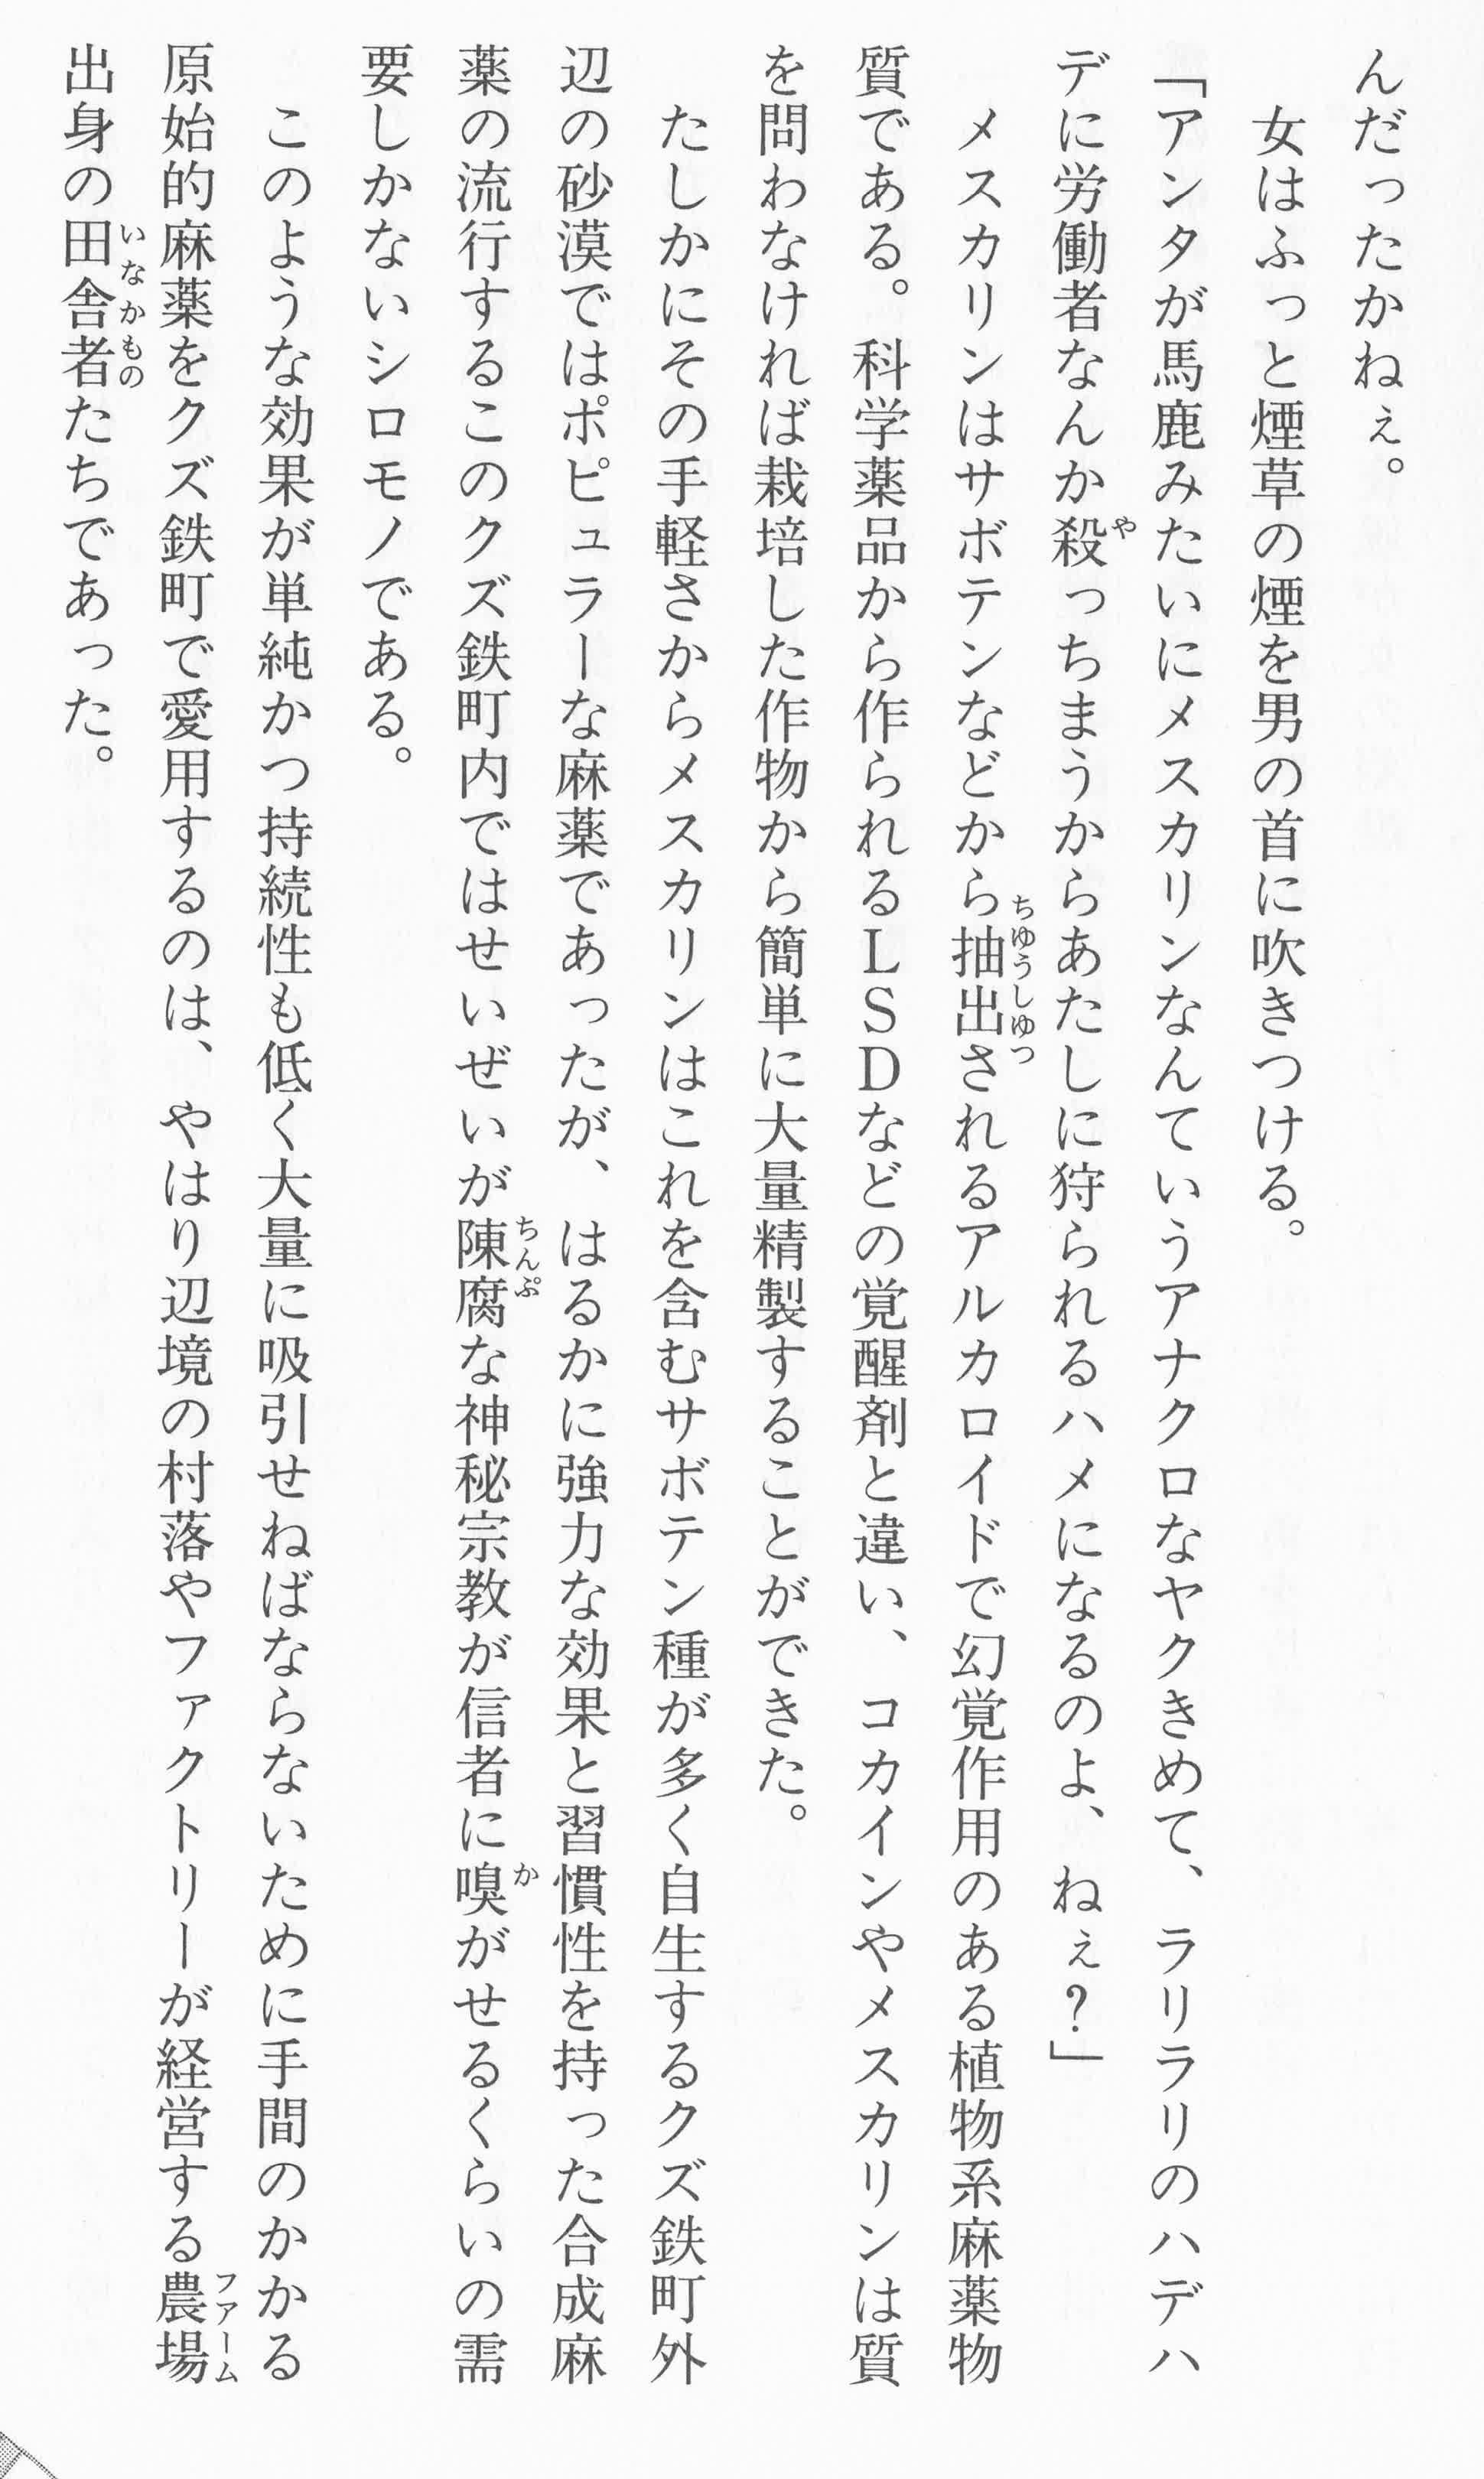 んだったかねぇ。
女はふっと煙草の煙を男の首に吹きつける。
「アンタが馬鹿みたいにメスカリンなんていうアナクロなヤクきめて、ラリラリのハデハ
デに労働者なんか殺っちまうからあたしに狩られるハメになるのよ、ねぇ？」
メスカリンはサボテンなどから抽出されるアルカロイドで幻覚作用のある植物系麻薬物
質である。科学薬品から作られるＬＳＤなどの覚醒剤と違い、コカインやメスカリンは質
を問わなければ栽培した作物から簡単に大量精製することができた。
たしかにその手軽さからメスカリンはこれを含むサボテン種が多く自生するクズ鉄町外
辺の砂漠ではポピュラーな麻薬であったが、はるかに強力な効果と習慣性を持った合成麻
薬の流行するこのクズ鉄町内ではせいぜいが陳腐な神秘宗教が信者に嗅がせるくらいの需
要しかないシロモノである。
このような効果が単純かつ持続性も低く大量に吸引せねばならないために手間のかかる
原始的麻薬をクズ鉄町で愛用するのは、やはり辺境の村落やファクトリーが経営する農場
出身の田舎者たちであった。
や
ちゆうしゆつ
ちんぷ
か
ファーム
いなかもの